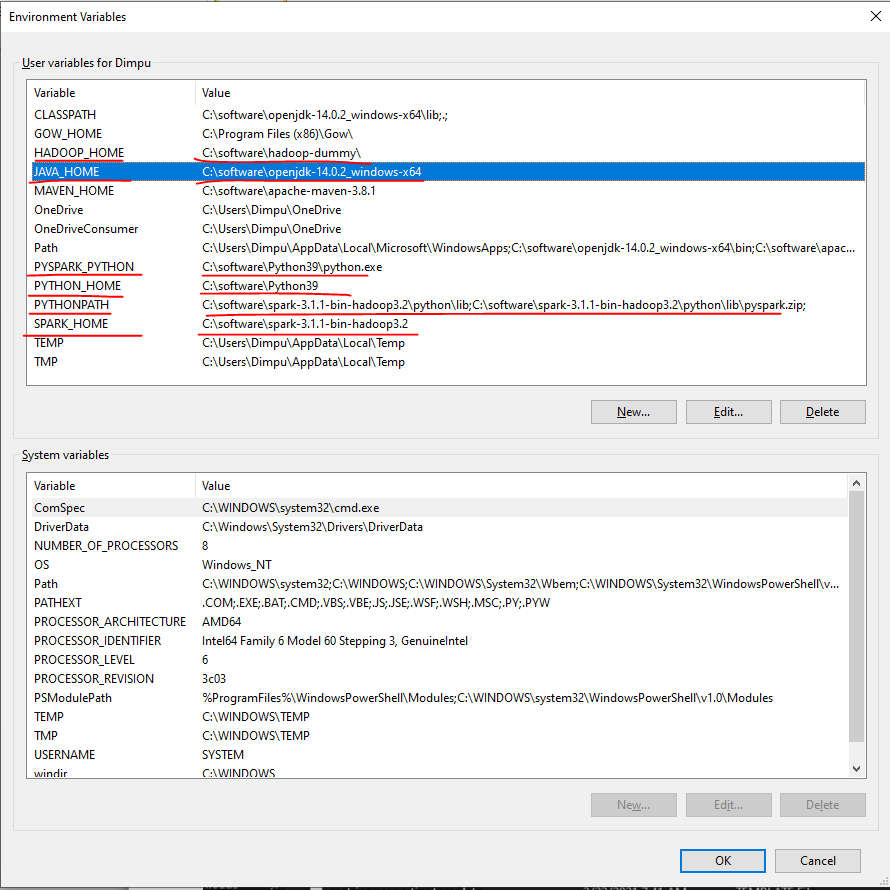 Environment Variables
User variables for Dimpu
Variable Value
CLASSPATH C:\software\openjdk-14.0.2_windows-x64\lib;.;
GOW_HOME C:\Program Files (x86)\Gow\
HADOOP_HOME C:\software\hadoop-dummy\
JAVA_HOME C:\software\openjdk-14.0.2_windows-x64
MAVEN_HOME C:\software\apache-maven-3.8.1
OneDrive C:\Users\Dimpu\OneDrive
OneDriveConsumer C:\Users\Dimpu\OneDrive
Path C:\Users\Dimpu\AppData\Local\Microsoft\WindowsApps;C:\software\openjdk-14.0.2_windows-x64\bin;C:\software\apac...
PYSPARK_PYTHON C:\software\Python39\python.exe
PYTHON_HOME C:\software\Python39
PYTHONPATH C:\software\spark-3.1.1-bin-hadoop3.2\python\lib;C:\software\spark-3.1.1-bin-hadoop3.2\python\lib\pyspark.zip;
SPARK_HOME C:\software\spark-3.1.1-bin-hadoop3.2
TEMP C:\Users\Dimpu\AppData\Local\Temp
TMP C:\Users\Dimpu\AppData\Local\Temp
New... Edit... Delete
System variables
Variable Value
ComSpec C:\WINDOWS\system32\cmd.exe
DriverData C:\Windows\System32\Drivers\DriverData
NUMBER_OF_PROCESSORS 8
OS Windows_NT
Path C:\WINDOWS\system32;C:\WINDOWS;C:\WINDOWS\System32\Wbem;C:\WINDOWS\System32\WindowsPowerShell\v...
PATHEXT .COM;.EXE;.BAT;.CMD;.VBS;.VBE;.JS;.JSE;.WSF;.WSH;.MSC;.PY;.PYW
PROCESSOR_ARCHITECTURE AMD64
PROCESSOR_IDENTIFIER Intel64 Family 6 Model 60 Stepping 3, GenuineIntel
PROCESSOR_LEVEL 6
PROCESSOR_REVISION 3c03
PSModulePath %ProgramFiles%\WindowsPowerShell\Modules;C:\WINDOWS\system32\WindowsPowerShell\v1.0\Modules
TEMP C:\WINDOWS\TEMP
TMP C:\WINDOWS\TEMP
USERNAME SYSTEM
windir C:\WINDOWS
New... Edit... Delete
OK Cancel